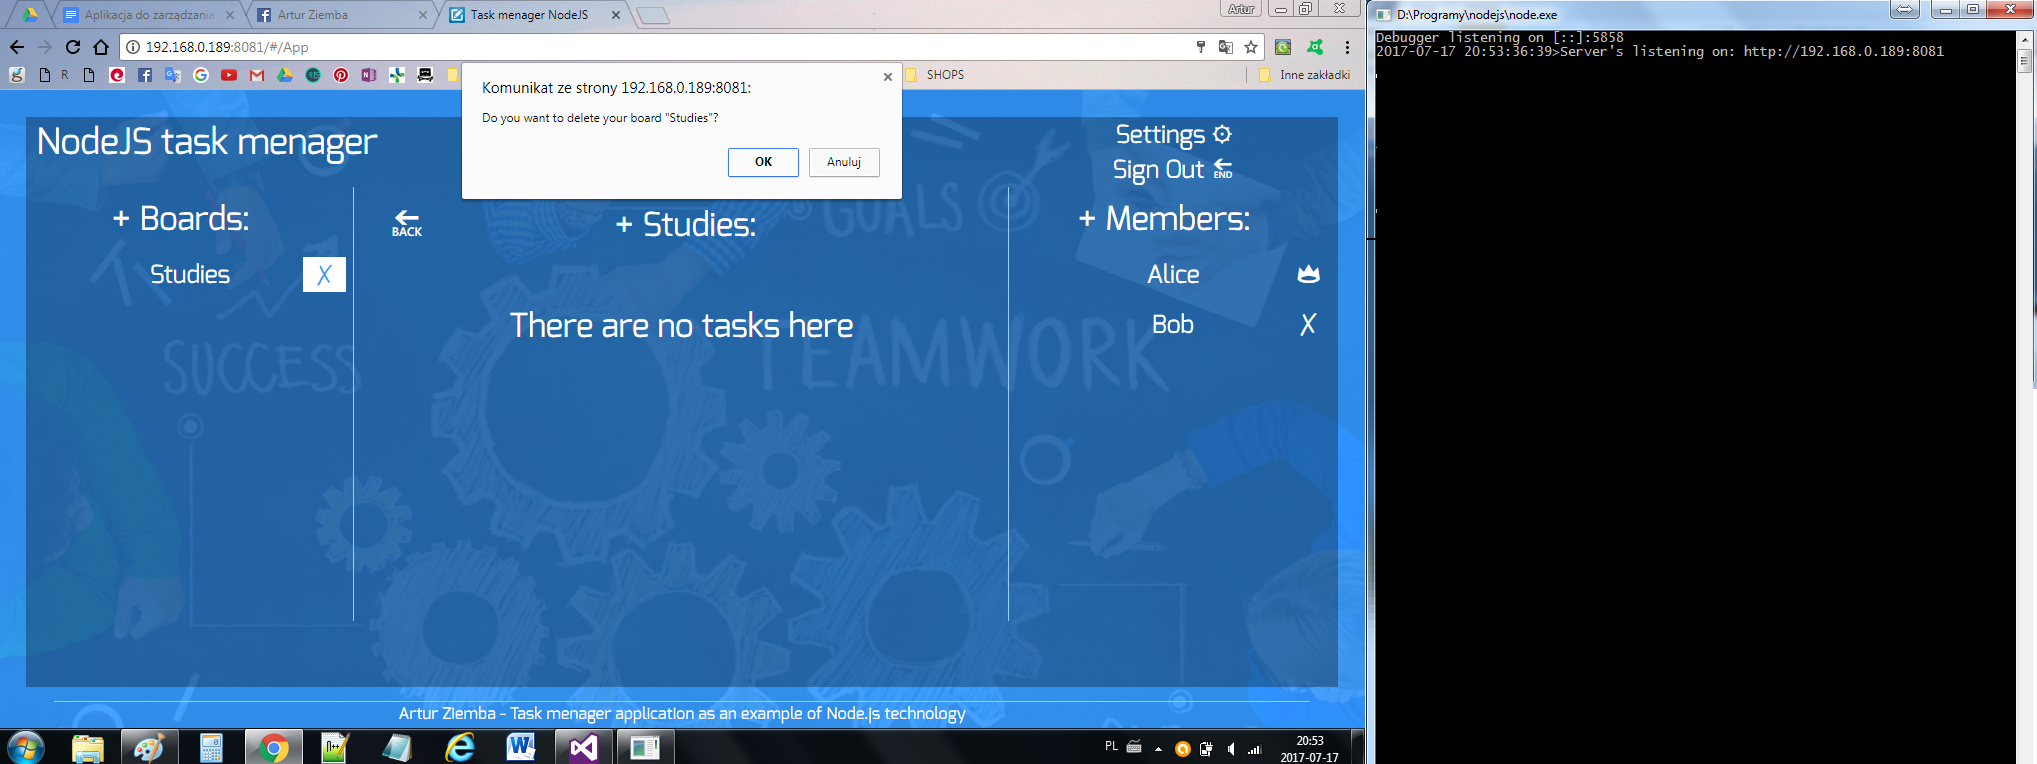 Aplikacja do zarządzania
Artur Ziemba
Task menager NodeJS
Artur
192.168.0.189:8081/#/App
R
SHOPS
Inne zakładki
Komunikat ze strony 192.168.0.189:8081:
Do you want to delete your board "Studies"?
OK
Anuluj
NodeJS task menager
Settings
Sign Out
END
+ Boards:
BACK
+ Studies:
+ Members:
Studies
X
Alice
There are no tasks here
Bob
X
GOALS
TEAMWORK
SUCCESS
Artur Ziemba - Task menager application as an example of Node.js technology
PL
20:53
2017-07-17
D:\Programy\nodejs\node.exe
Debugger listening on [::]:5858
2017-07-17 20:53:36:39>Server's listening on: http://192.168.0.189:8081